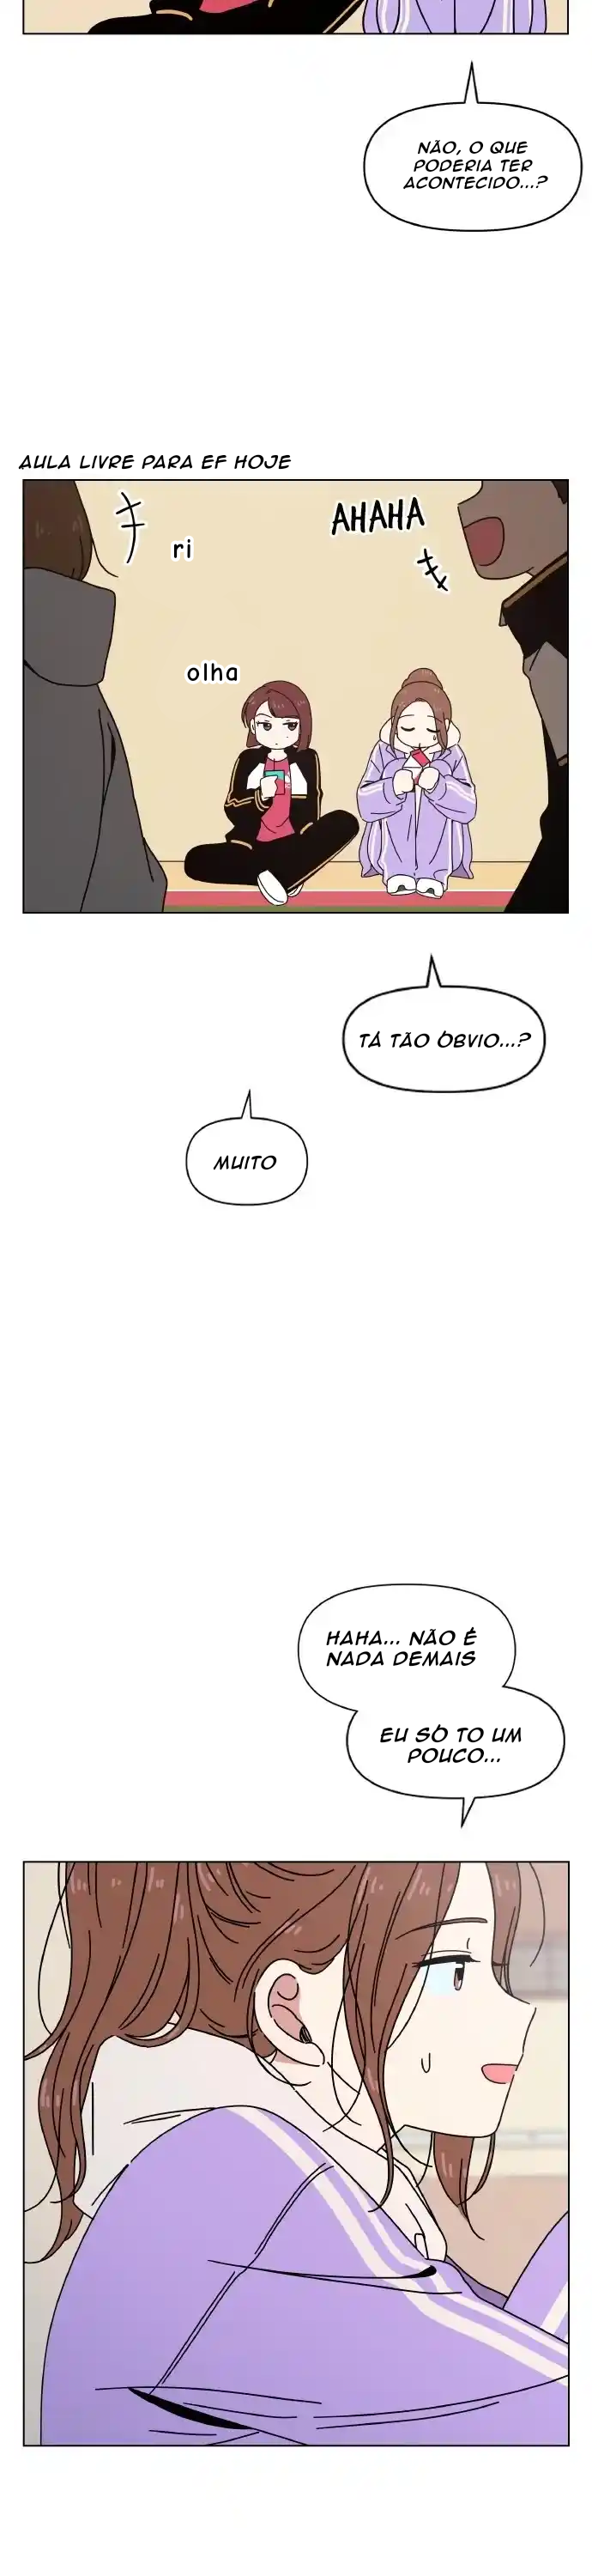 NÃO, O QUE
PODERIA TER
ACONTECIDO...?
AULA LIVRE PARA EF HOJE
AHAHA
ri
olha
TÁ TÃO ÓBVIO...?
MUITO
HAHA... NÃO É
NADA DEMAIS
EU SÓ TO UM
POUCO...